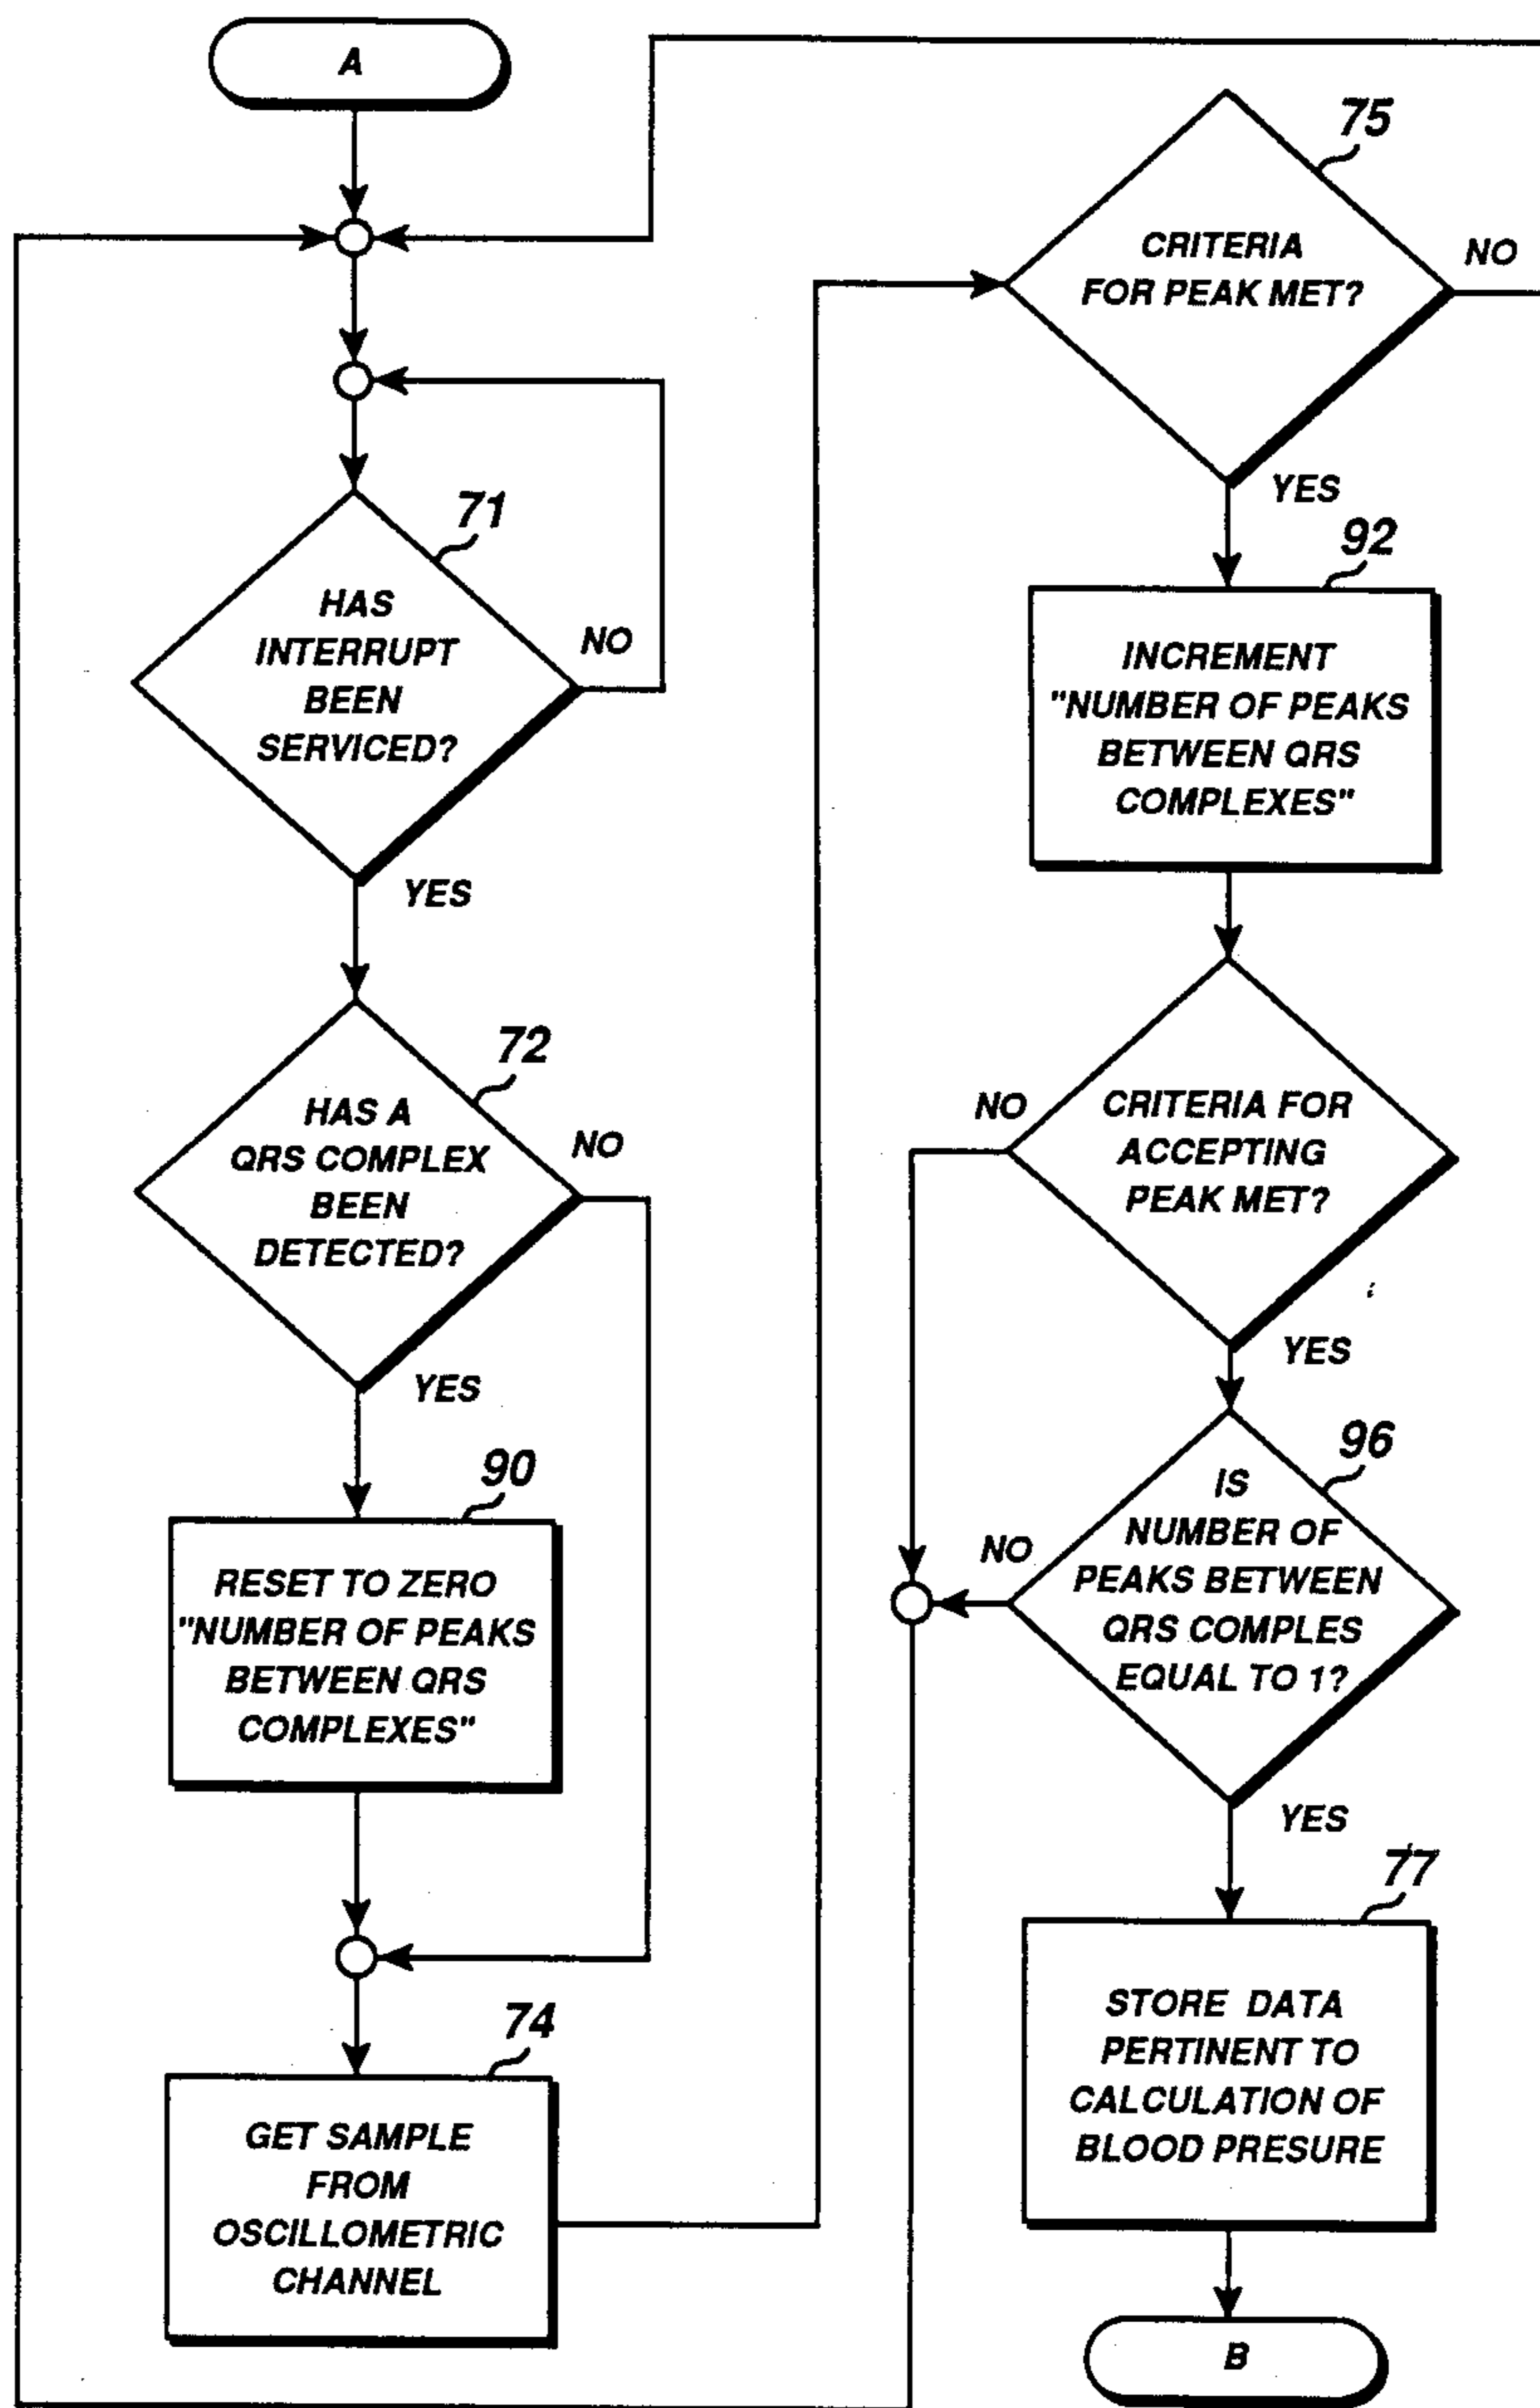 A
71
HAS
INTERRUPT
BEEN
SERVICED?
NO
YES
72
HAS A
QRS COMPLEX
BEEN
DETECTED?
NO
YES
90
RESET TO ZERO
"NUMBER OF PEAKS
BETWEEN QRS
COMPLEXES"
74
GET SAMPLE
FROM
OSCILLOMETRIC
CHANNEL
75
CRITERIA
FOR PEAK MET?
NO
YES
92
INCREMENT
"NUMBER OF PEAKS
BETWEEN QRS
COMPLEXES"
CRITERIA FOR
ACCEPTING
PEAK MET?
NO
YES
96
IS
NUMBER OF
PEAKS BETWEEN
QRS COMPLES
EQUAL TO 1?
NO
YES
77
STORE DATA
PERTINENT TO
CALCULATION OF
BLOOD PRESURE
B